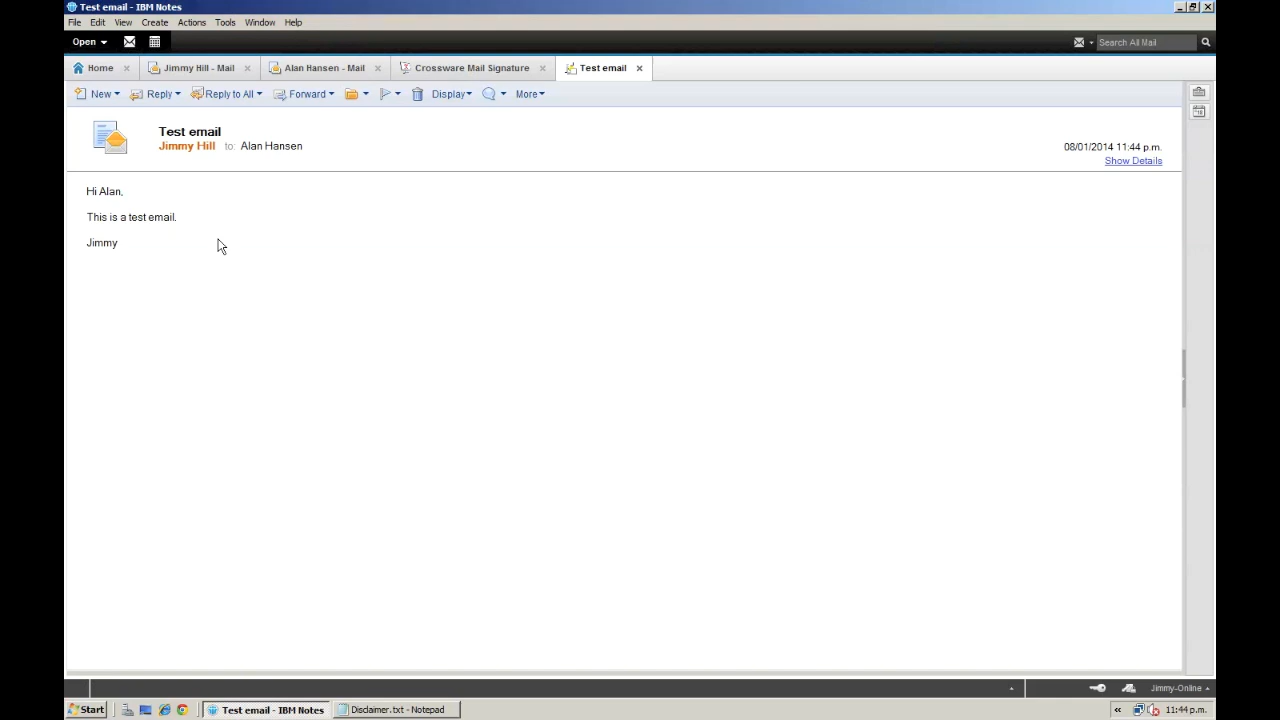 Test email - IBM Notes
File Edit View Create Actions Tools Window Help
Open Search All Mail
Home Jimmy Hill - Mail Alan Hansen - Mail Crossware Mail Signature Test email
New Reply Reply to All Forward Display More
Test email
Jimmy Hill to: Alan Hansen
08/01/2014 11:44 p.m.
Show Details
Hi Alan,
This is a test email.
Jimmy
Jimmy-Online
Start Test email - IBM Notes Disclaimer.txt - Notepad « 11:44 p.m.